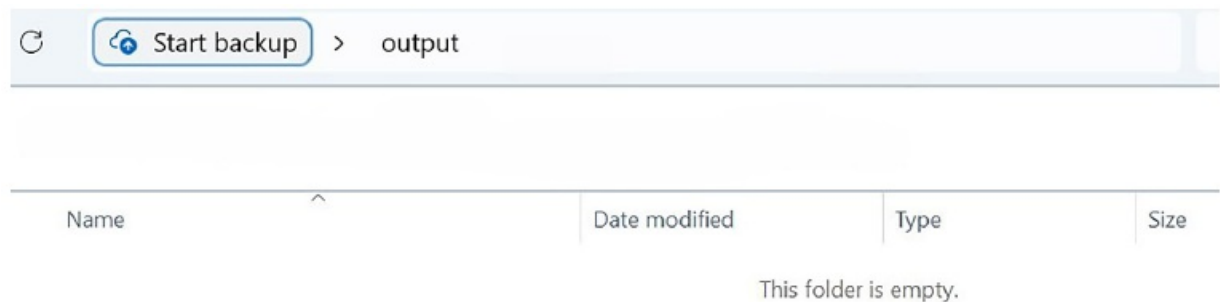 Start backup > output
Name Date modified Type Size
This folder is empty.